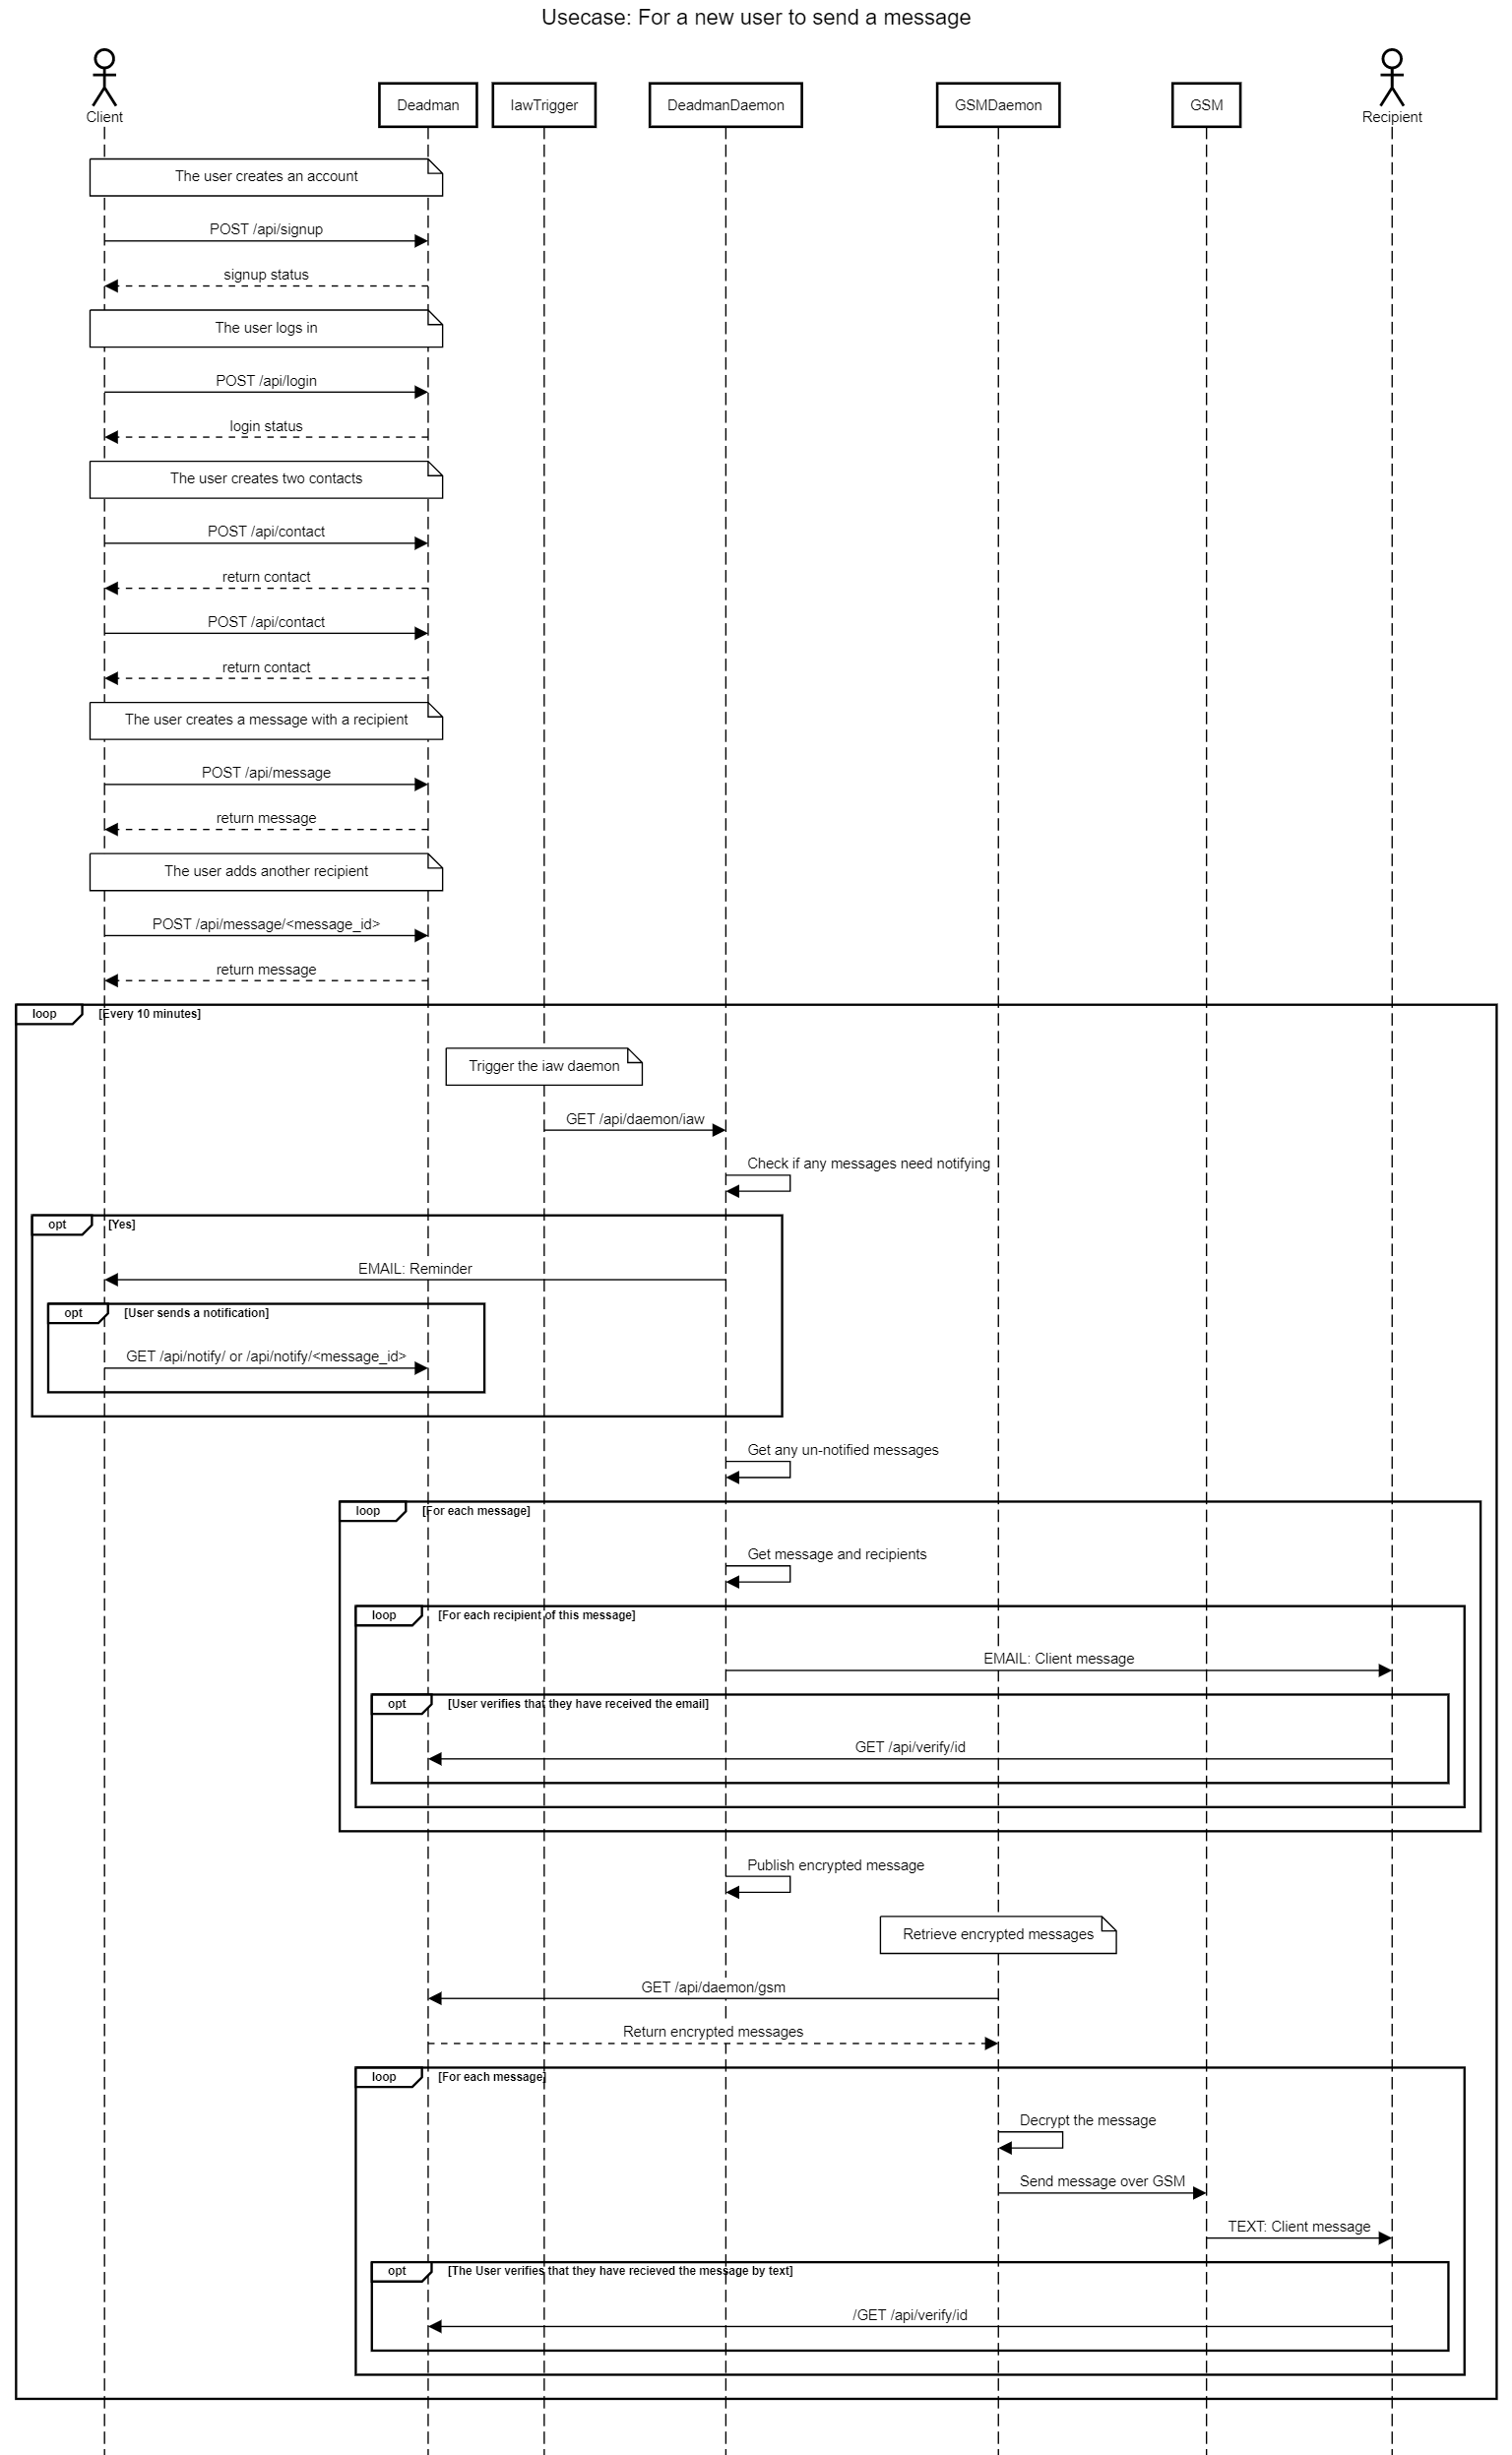 Usecase: For a new user to send a message
Client
Deadman
IawTrigger
DeadmanDaemon
GSMDaemon
GSM
Recipient
The user creates an account
POST /api/signup
signup status
The user logs in
POST /api/login
login status
The user creates two contacts
POST /api/contact
return contact
POST /api/contact
return contact
The user creates a message with a recipient
POST /api/message
return message
The user adds another recipient
POST /api/message/<message_id>
return message
loop
[Every 10 minutes]
Trigger the iaw daemon
GET /api/daemon/iaw
Check if any messages need notifying
opt
[Yes]
EMAIL: Reminder
opt
[User sends a notification]
GET /api/notify/ or /api/notify/<message_id>
Get any un-notified messages
loop
[For each message]
Get message and recipients
loop
[For each recipient of this message]
EMAIL: Client message
opt
[User verifies that they have received the email]
GET /api/verify/id
Publish encrypted message
Retrieve encrypted messages
GET /api/daemon/gsm
Return encrypted messages
loop
[For each message]
Decrypt the message
Send message over GSM
TEXT: Client message
opt
[The User verifies that they have recieved the message by text]
/GET /api/verify/id